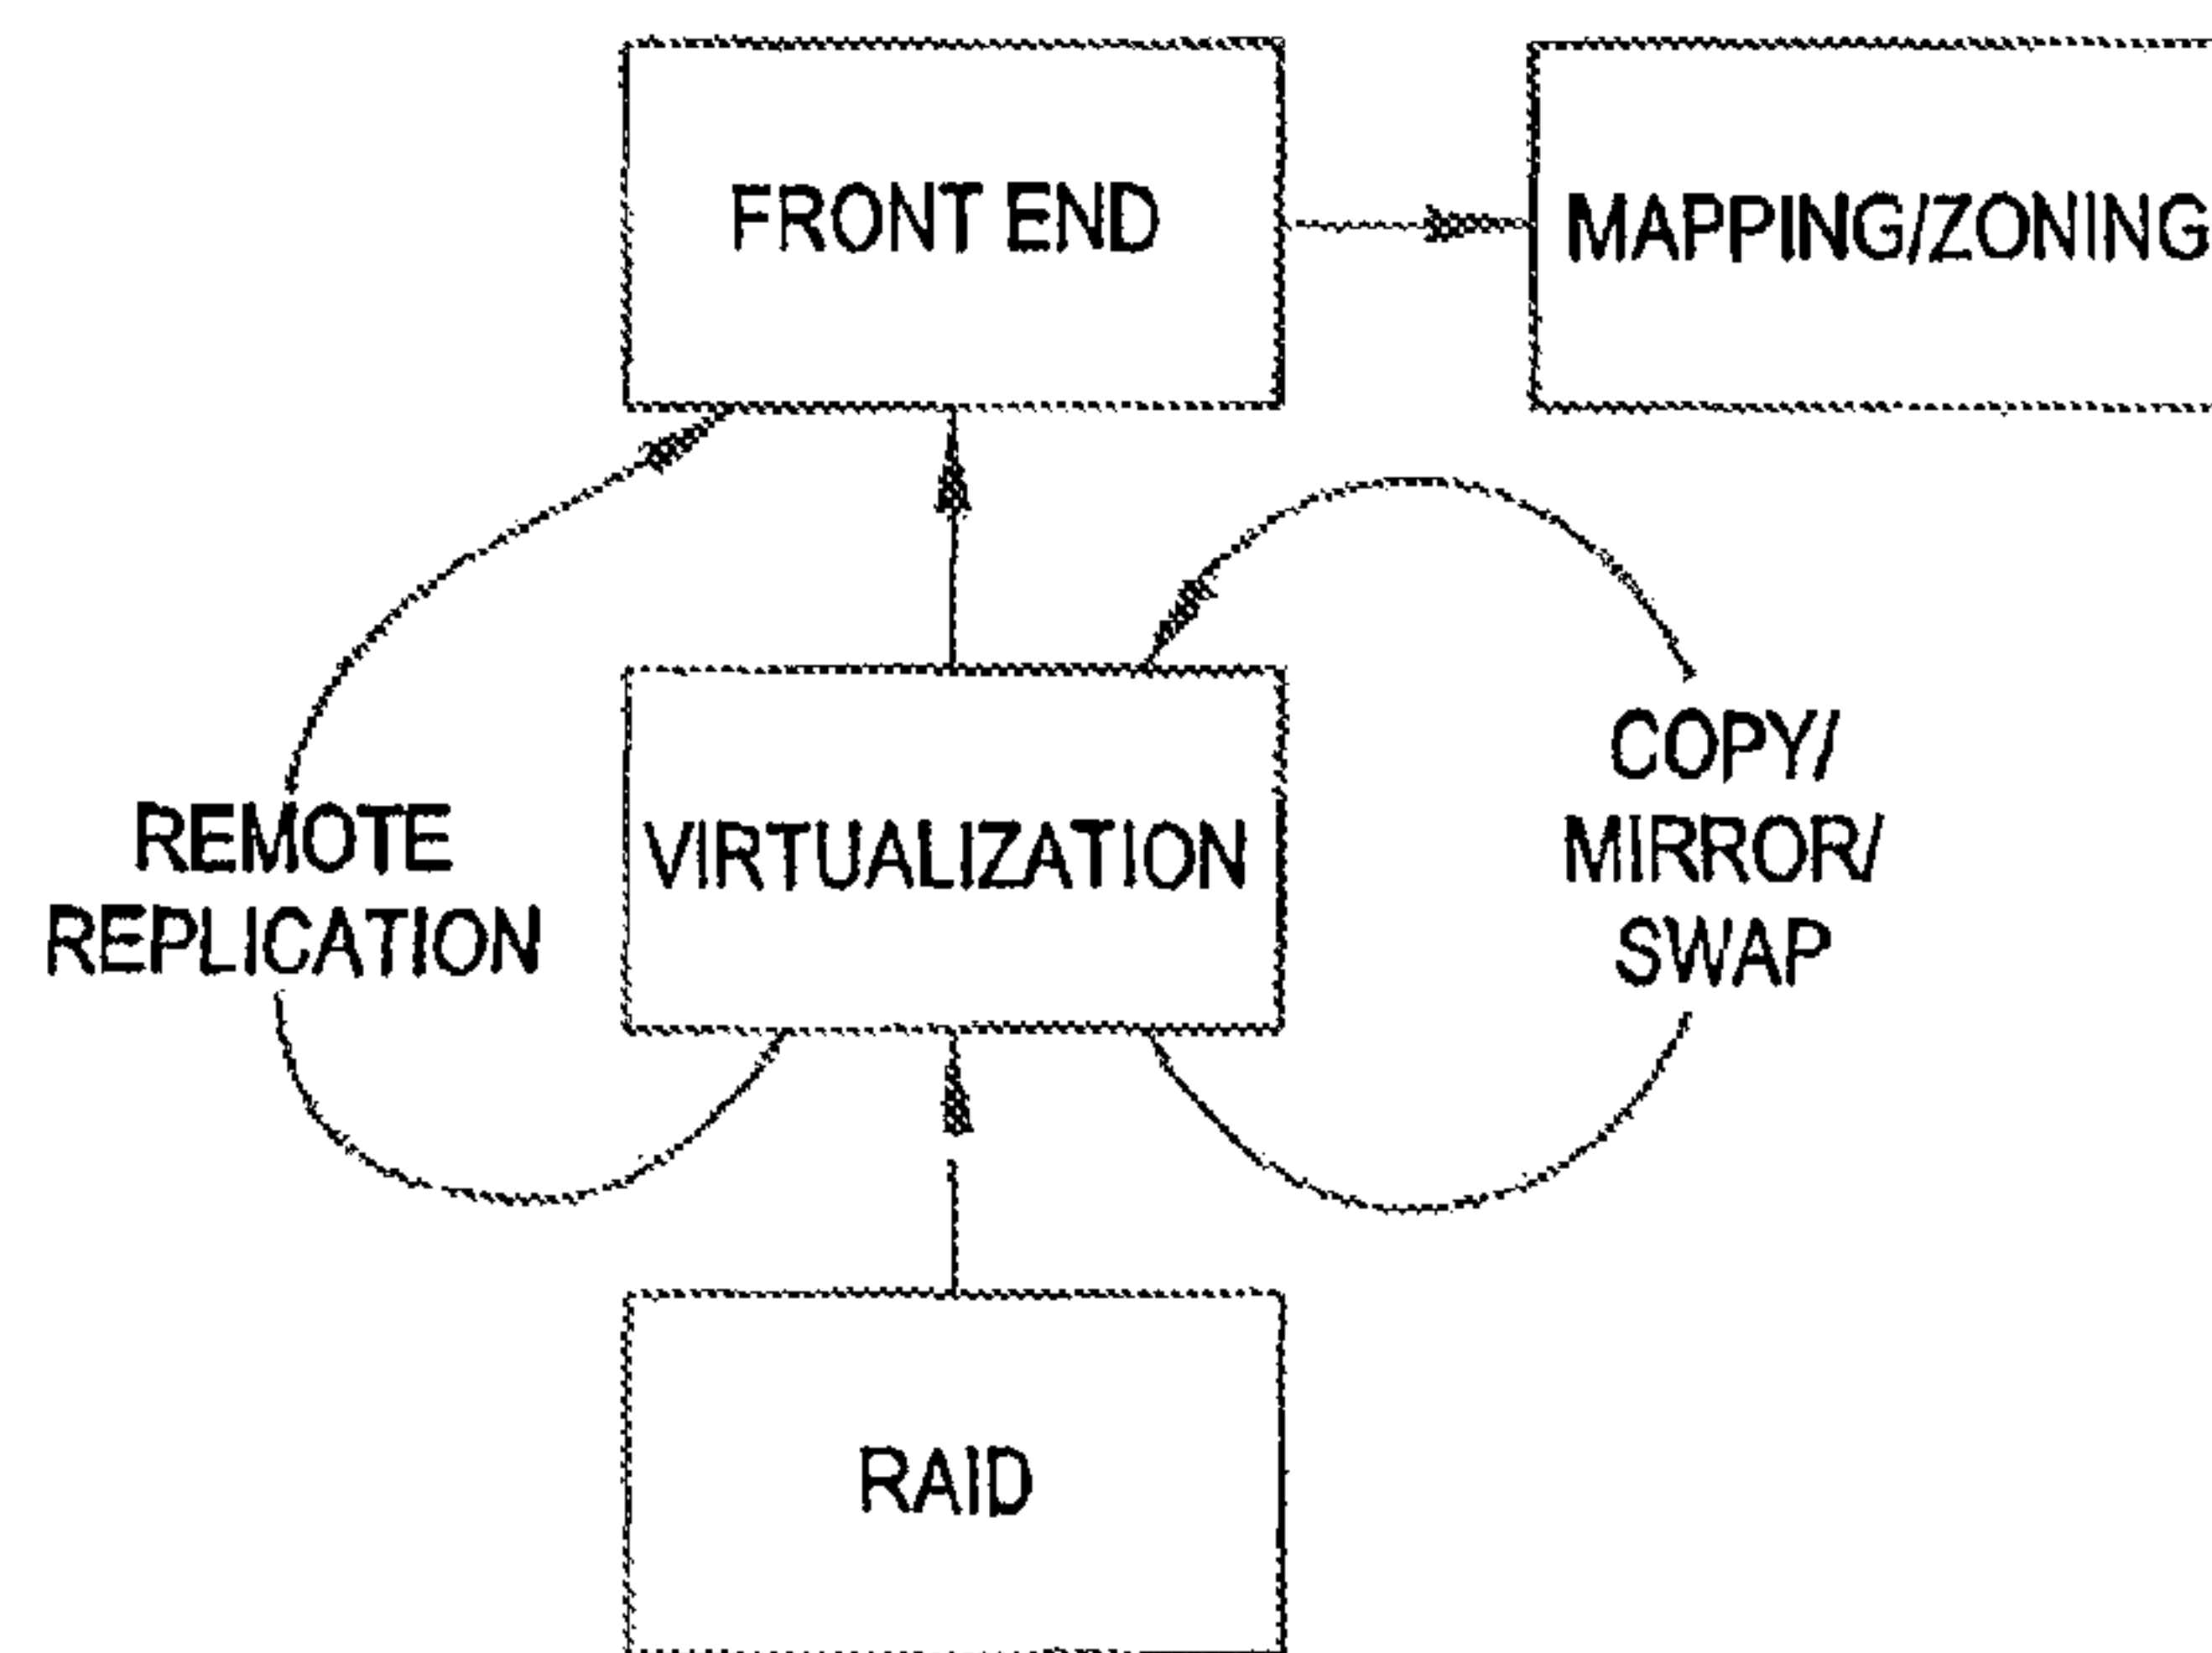 FRONT END
MAPPING/ZONING
REMOTE
REPLICATION
VIRTUALIZATION
COPY/
MIRROR/
SWAP
RAID